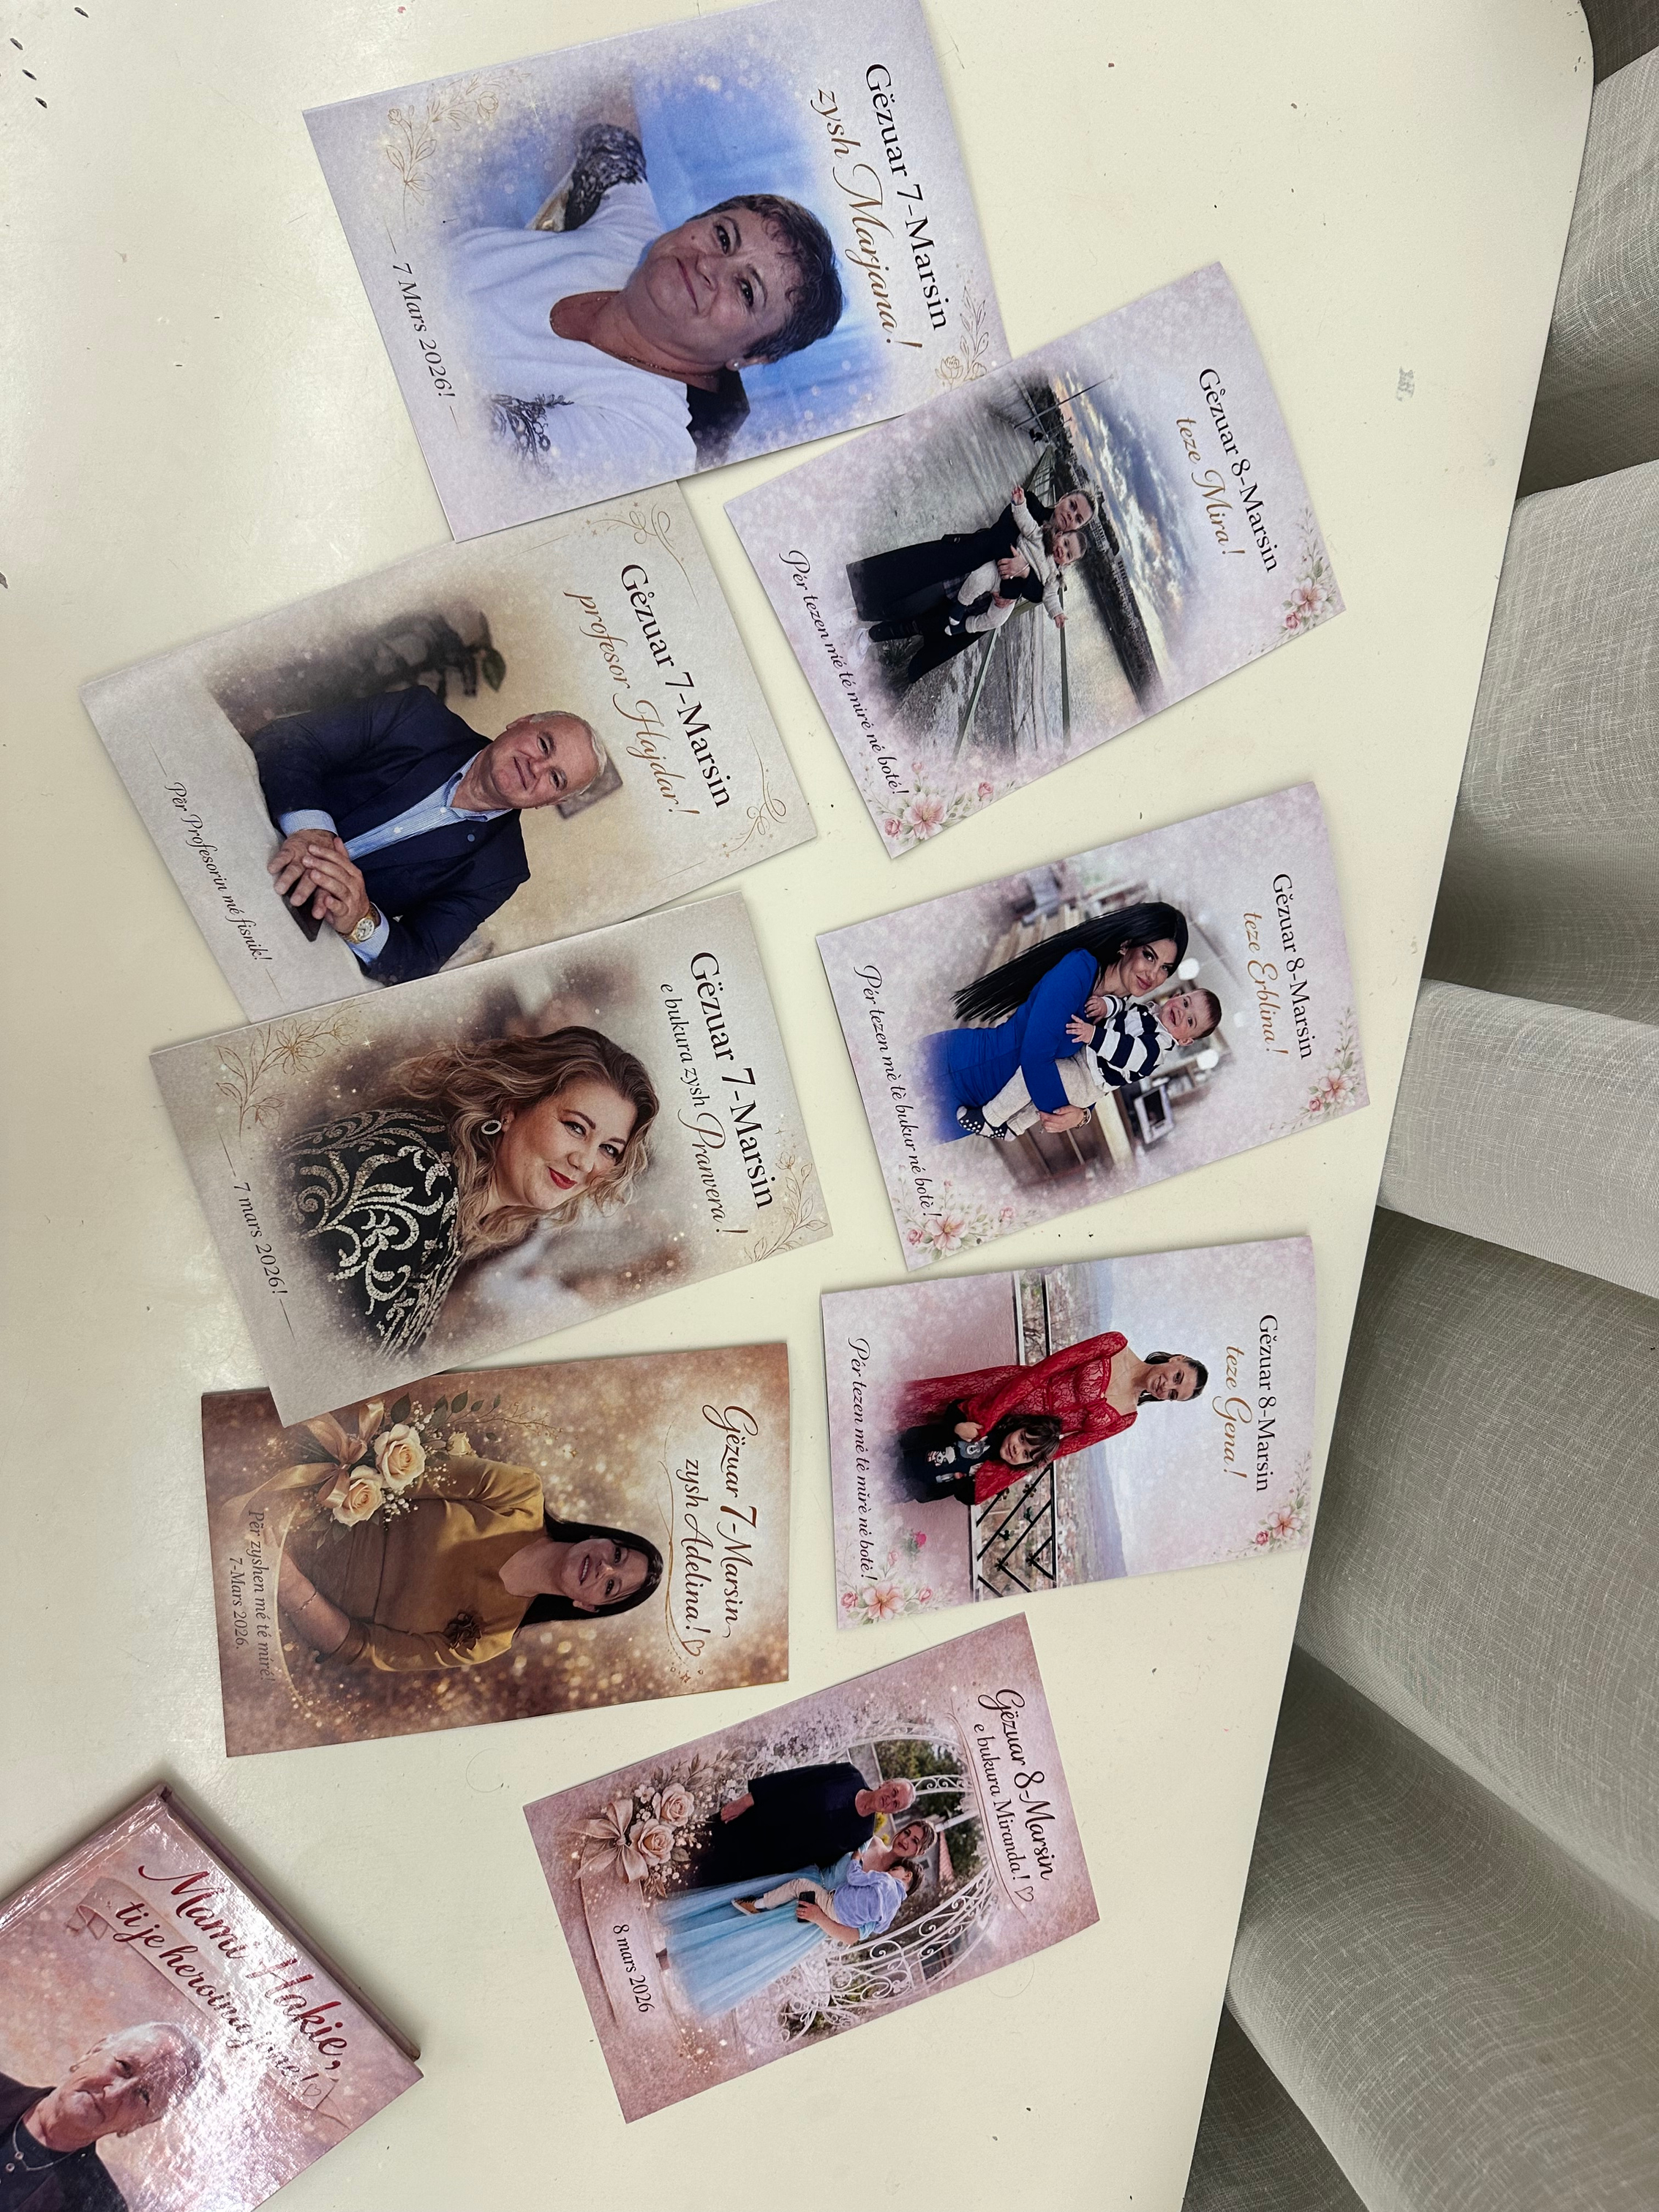 Gëzuar 7-Marsin
zysh Marjana!
7 Mars 2026!
Gëzuar 8-Marsin
teze Mira!
Për tezen më të mirë në botë!
Gëzuar 7-Marsin
profesor Hajdar!
Për Profesorin më fisnik!
Gëzuar 8-Marsin
teze Erblina!
Për tezen më të bukur në botë!
Gëzuar 7-Marsin
e bukura zysh Pranvera!
7 mars 2026!
Gëzuar 8-Marsin
teze Gena!
Për tezen më të mirë në botë!
Gëzuar 7-Marsin
zysh Adelina!
Për zyshen më të mirë!
7-Mars 2026.
Gëzuar 8-Marsin
e bukura Miranda!
8 mars 2026
Mami Hakie,
ti je heroina jme!